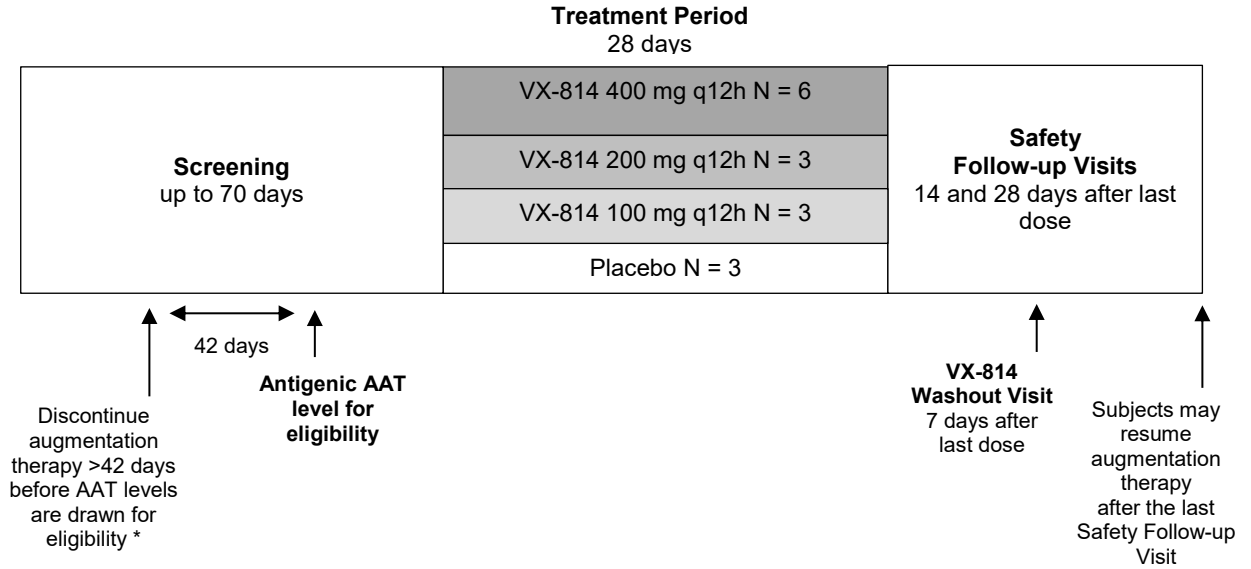 Treatment Period
28 days
Screening
up to 70 days
VX-814 400 mg q12h N = 6
VX-814 200 mg q12h N = 3
VX-814 100 mg q12h N = 3
Placebo N = 3
Safety
Follow-up Visits
14 and 28 days after last
dose
42 days
Discontinue
augmentation
therapy >42 days
before AAT levels
are drawn for
eligibility *
Antigenic AAT
level for
eligibility
VX-814
Washout Visit
7 days after
last dose
Subjects may
resume
augmentation
therapy
after the last
Safety Follow-up
Visit